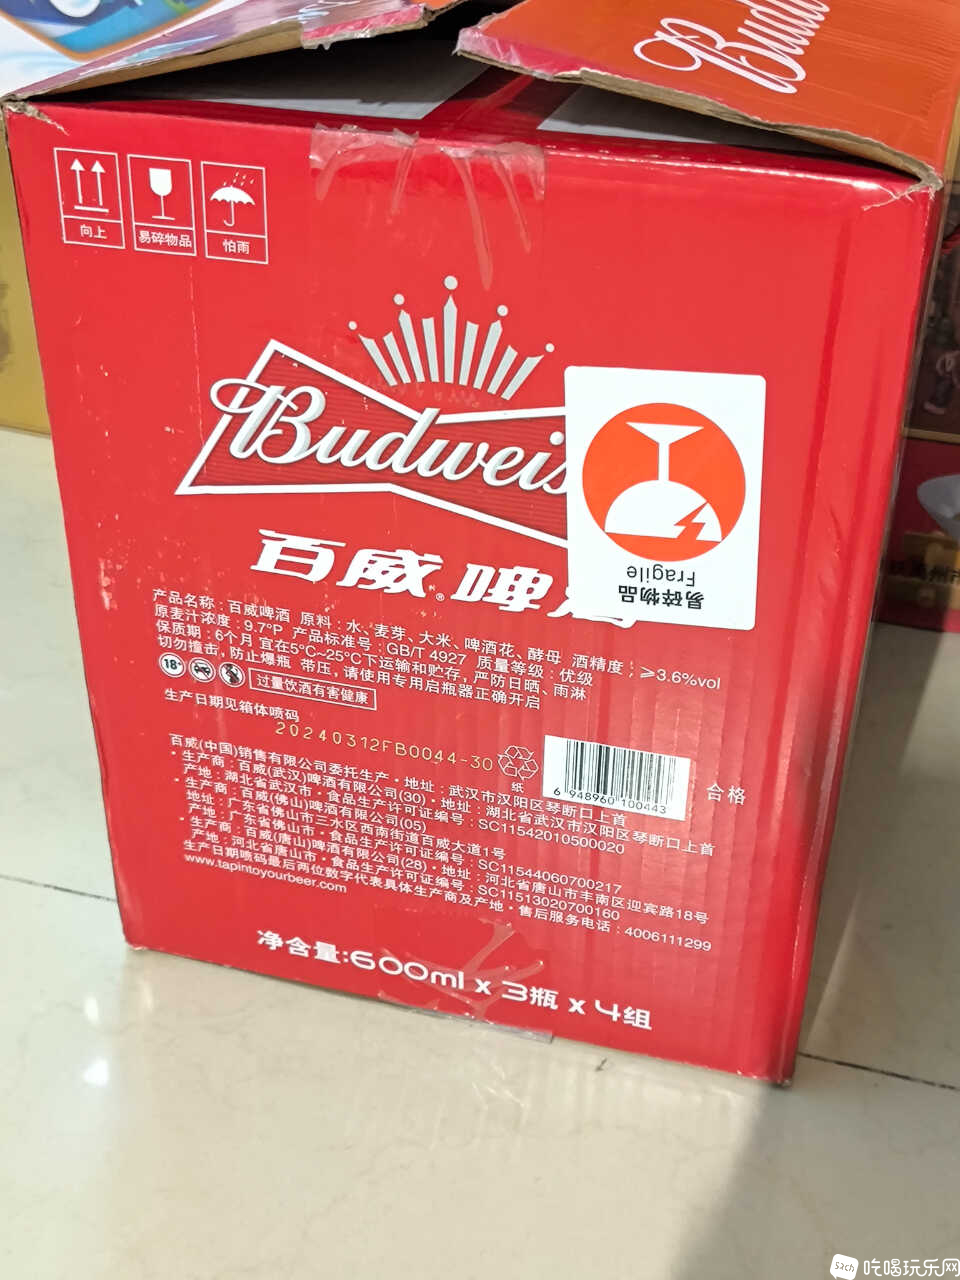 Budw
向上
易碎物品
怕雨
Budweis
百威®啤
易碎物品
Fragile
产品名称：百威啤酒 原料：水、麦芽、大米、啤酒花、酵母 酒精度：≥3.6%vol
原麦汁浓度：9.7°P 产品标准号：GB/T 4927 质量等级：优级
保质期：6个月 宜在5°C~25°C下运输和贮存，严防日晒、雨淋
切勿撞击，防止爆瓶 带压，请使用专用启瓶器正确开启
18+
过量饮酒有害健康
生产日期见箱体喷码
20240312FB0044-30
纸
6 948960 100443
合格
百威(中国)销售有限公司委托生产·地址：武汉市汉阳区琴断口上首
·生产商：百威(武汉)啤酒有限公司(30)·地址：湖北省武汉市汉阳区琴断口上首
产地：湖北省武汉市·食品生产许可证编号：SC11542010500020
·生产商：百威(佛山)啤酒有限公司(05)
地址：广东省佛山市三水区西南街道百威大道1号
产地：广东省佛山市·食品生产许可证编号：SC11544060700217
·生产商：百威(唐山)啤酒有限公司(28)·地址：河北省唐山市丰南区迎宾路18号
产地：河北省唐山市·食品生产许可证编号：SC11513020700160
生产日期喷码最后两位数字代表具体生产商及产地·售后服务电话：4006111299
www.tapintoyourbeer.com
净含量:600ml x 3瓶 x 4组
sach 吃喝玩乐网